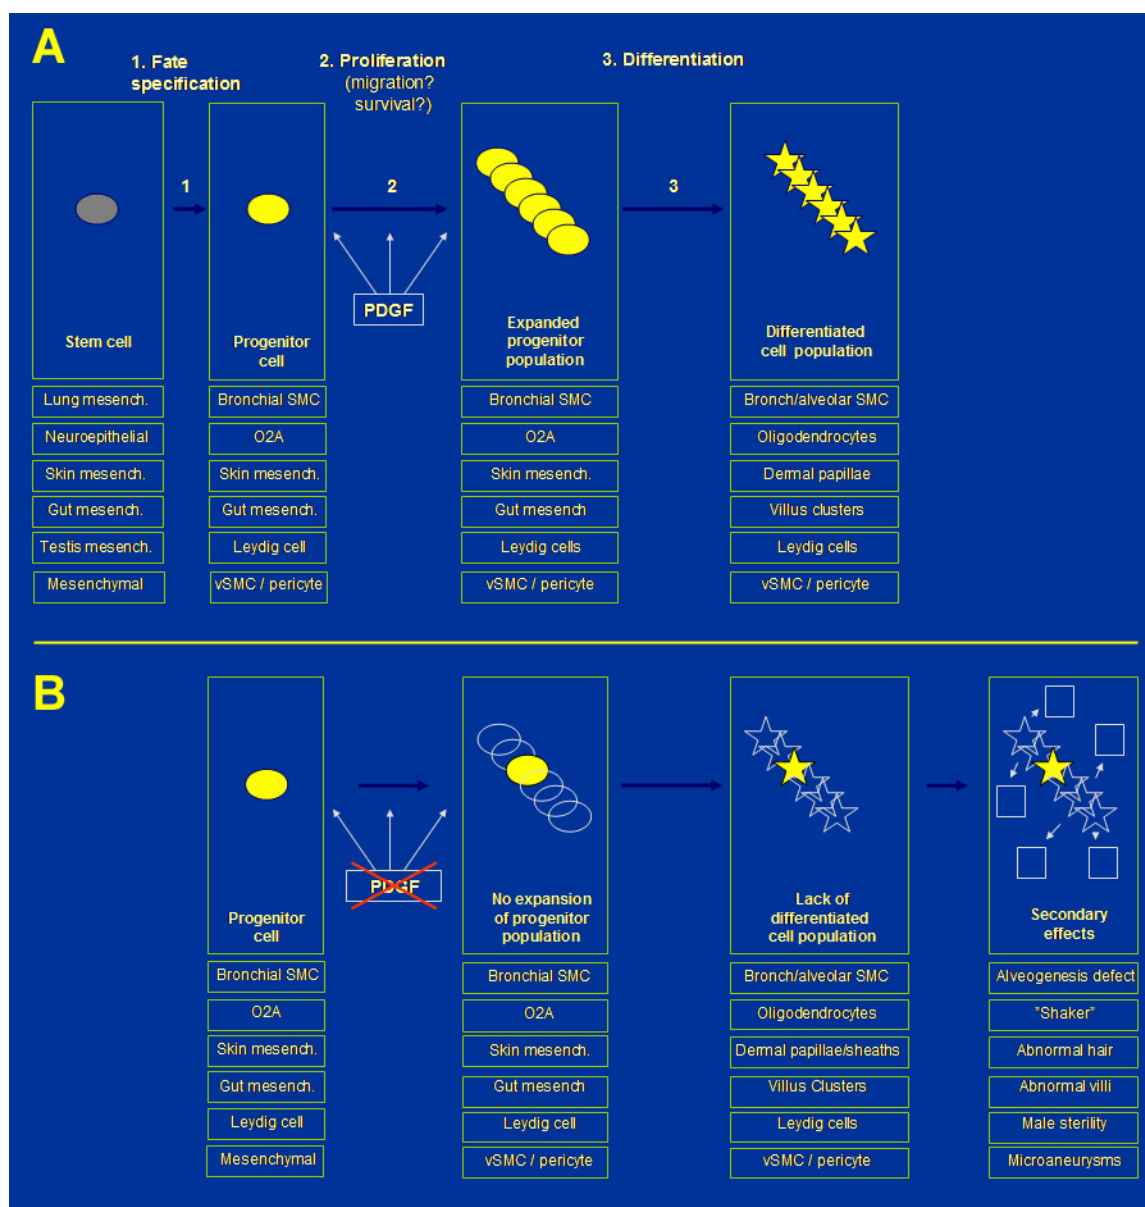 A
1. Fate
specification
2. Proliferation
(migration?
survival?)
3. Differentiation
1
2
3
PDGF
Stem cell
Progenitor
cell
Expanded
progenitor
population
Differentiated
cell population
Lung mesench.
Bronchial SMC
Bronchial SMC
Bronch/alveolar SMC
Neuroepithelial
O2A
O2A
Oligodendrocytes
Skin mesench.
Skin mesench.
Skin mesench.
Dermal papillae
Gut mesench.
Gut mesench.
Gut mesench
Villus clusters
Testis mesench.
Leydig cell
Leydig cells
Leydig cells
Mesenchymal
vSMC / pericyte
vSMC / pericyte
vSMC / pericyte
B
PDGF
Progenitor
cell
No expansion
of progenitor
population
Lack of
differentiated
cell population
Secondary
effects
Bronchial SMC
Bronchial SMC
Bronch/alveolar SMC
Alveogenesis defect
O2A
O2A
Oligodendrocytes
"Shaker"
Skin mesench.
Skin mesench.
Dermal papillae/sheaths
Abnormal hair
Gut mesench.
Gut mesench
Villus Clusters
Abnormal villi
Leydig cell
Leydig cell
Leydig cells
Male sterility
Mesenchymal
vSMC / pericyte
vSMC / pericyte
Microaneurysms